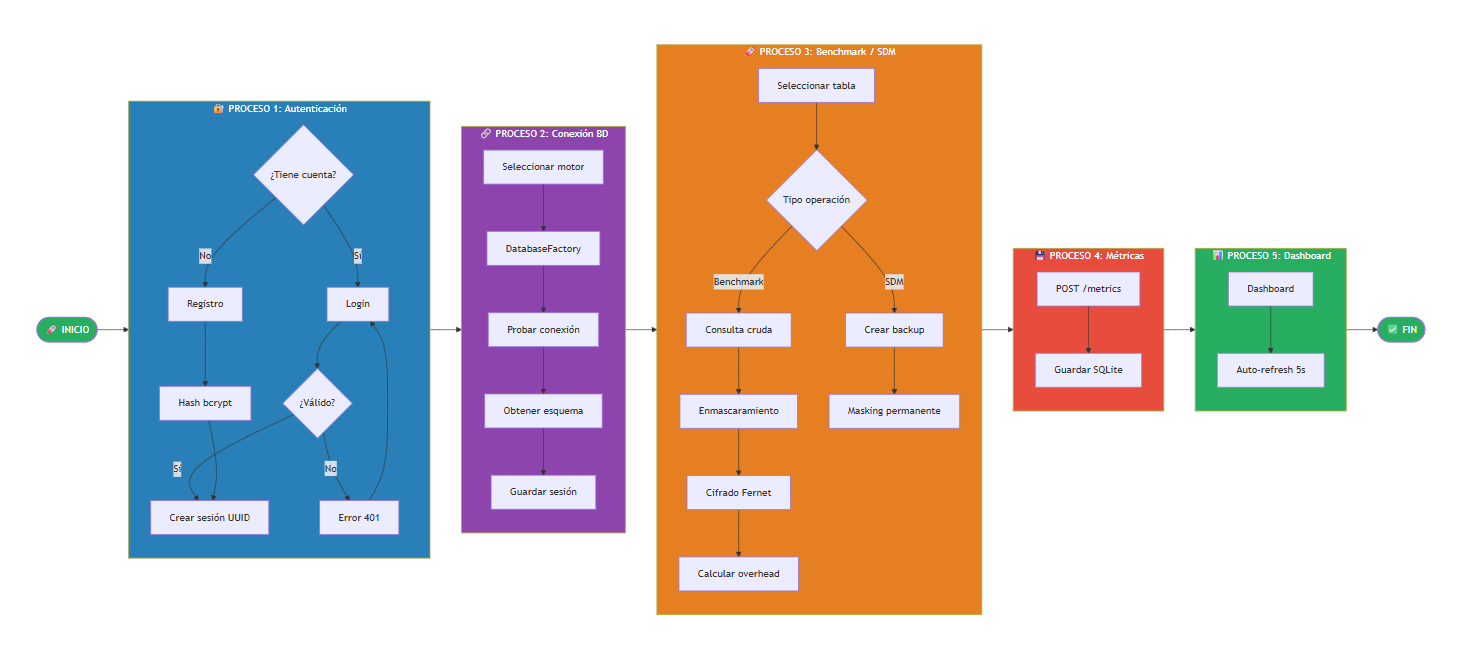 🚀 INICIO
🔐 PROCESO 1: Autenticación
¿Tiene cuenta?
No
Sí
Registro
Login
Hash bcrypt
¿Válido?
Sí
No
Crear sesión UUID
Error 401
🔗 PROCESO 2: Conexión BD
Seleccionar motor
DatabaseFactory
Probar conexión
Obtener esquema
Guardar sesión
🚀 PROCESO 3: Benchmark / SDM
Seleccionar tabla
Tipo operación
Benchmark
SDM
Consulta cruda
Crear backup
Enmascaramiento
Masking permanente
Cifrado Fernet
Calcular overhead
💾 PROCESO 4: Métricas
POST /metrics
Guardar SQLite
📊 PROCESO 5: Dashboard
Dashboard
Auto-refresh 5s
✅ FIN